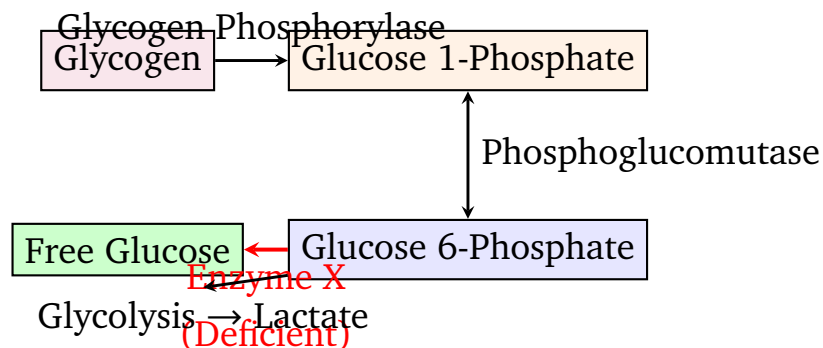 Glycogen Phosphorylase
Glycogen
Glucose 1-Phosphate
Phosphoglucomutase
Free Glucose
Glucose 6-Phosphate
Enzyme X
(Deficient)
Glycolysis → Lactate